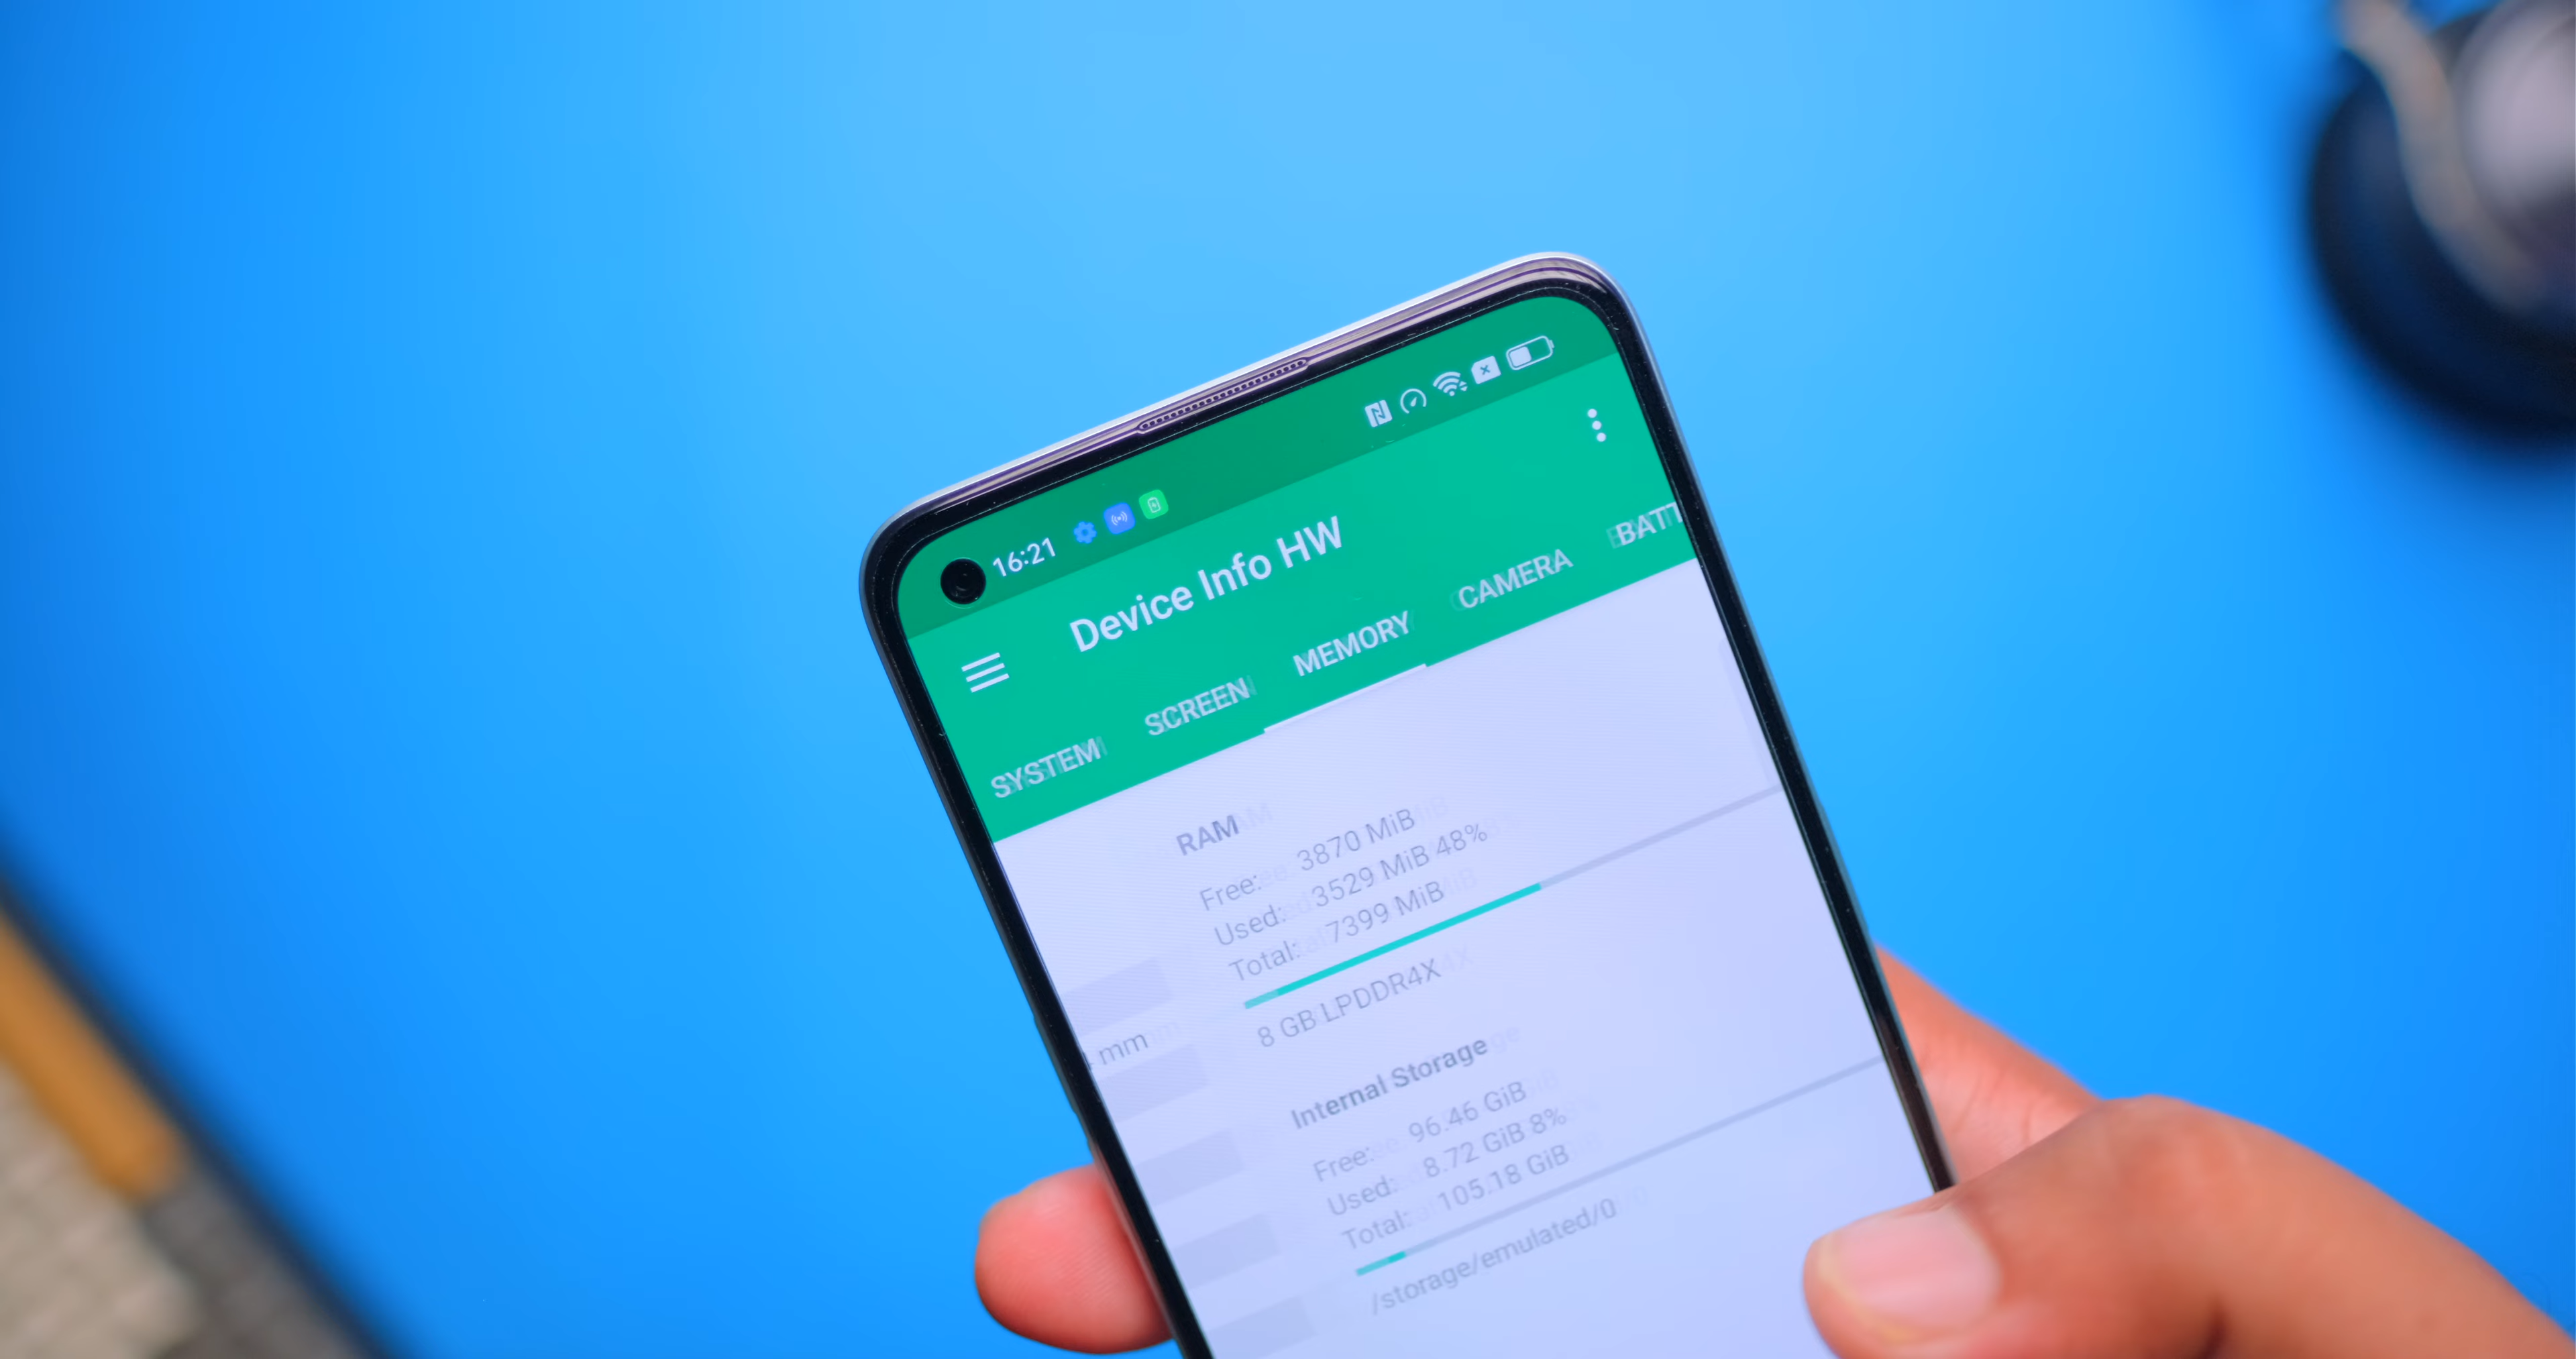 16:21
Device Info HW
SYSTEM SCREEN MEMORY CAMERA BATT
RAM
Free: 3870 MiB
Used: 3529 MiB 48%
Total: 7399 MiB
8 GB LPDDR4X
mm
Internal Storage
Free: 96.46 GiB
Used: 8.72 GiB 8%
Total: 105.18 GiB
/storage/emulated/0